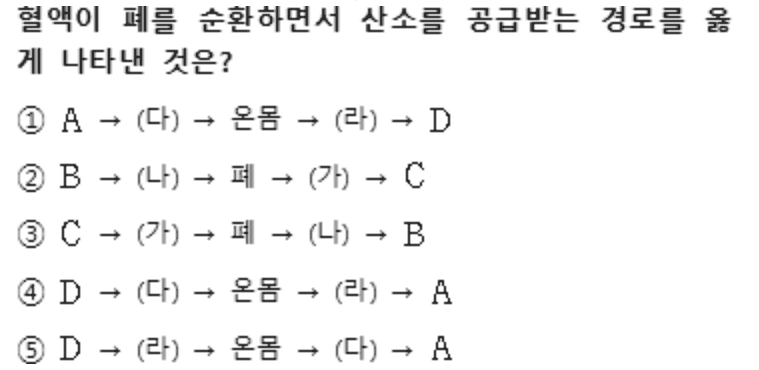 혈액이 폐를 순환하면서 산소를 공급받는 경로를 옳
게 나타낸 것은?
① A → (다) → 온몸 → (라) → D
② B → (나) → 폐 → (가) → C
③ C → (가) → 폐 → (나) → B
④ D → (다) → 온몸 → (라) → A
⑤ D → (라) → 온몸 → (다) → A